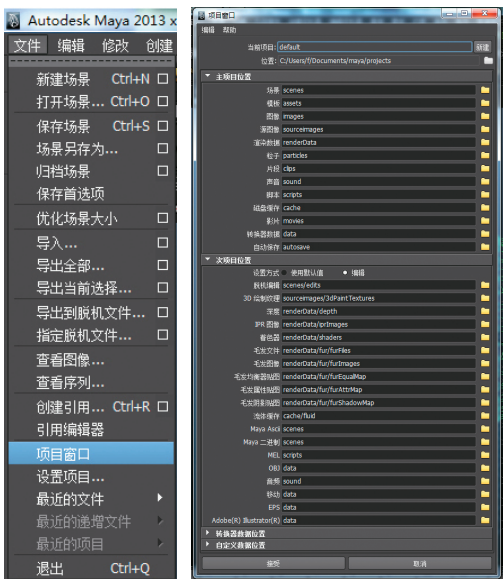 Autodesk Maya 2013 x
文件 编辑 修改 创建
新建场景 Ctrl+N
打开场景... Ctrl+O
保存场景 Ctrl+S
场景另存为...
归档场景
保存首选项
优化场景大小
导入...
导出全部...
导出当前选择...
导出到脱机文件...
指定脱机文件...
查看图像...
查看序列...
创建引用... Ctrl+R
引用编辑器
项目窗口
设置项目...
最近的文件
最近的递增文件
最近的项目
退出 Ctrl+Q
项目窗口
编辑 帮助
当前项目: default 新建
位置: C:/Users/f/Documents/maya/projects
主项目位置
场景 scenes
模板 assets
图像 images
源图像 sourceimages
渲染数据 renderData
粒子 particles
片段 clips
声音 sound
脚本 scripts
磁盘缓存 cache
影片 movies
转换器数据 data
自动保存 autosave
次项目位置
设置方式 使用默认值 编辑
脱机编辑 scenes/edits
3D 绘制纹理 sourceimages/3dPaintTextures
深度 renderData/depth
IPR 图像 renderData/iprImages
着色器 renderData/shaders
毛发文件 renderData/fur/furFiles
毛发图像 renderData/fur/furImages
毛发均衡器贴图 renderData/fur/furEqualMap
毛发属性贴图 renderData/fur/furAttrMap
毛发阴影贴图 renderData/fur/furShadowMap
流体缓存 cache/fluid
Maya Ascii scenes
Maya 二进制 scenes
MEL scripts
OBJ data
音频 sound
移动 data
EPS data
Adobe(R) Illustrator(R) data
转换器数据位置
自定义数据位置
接受 取消